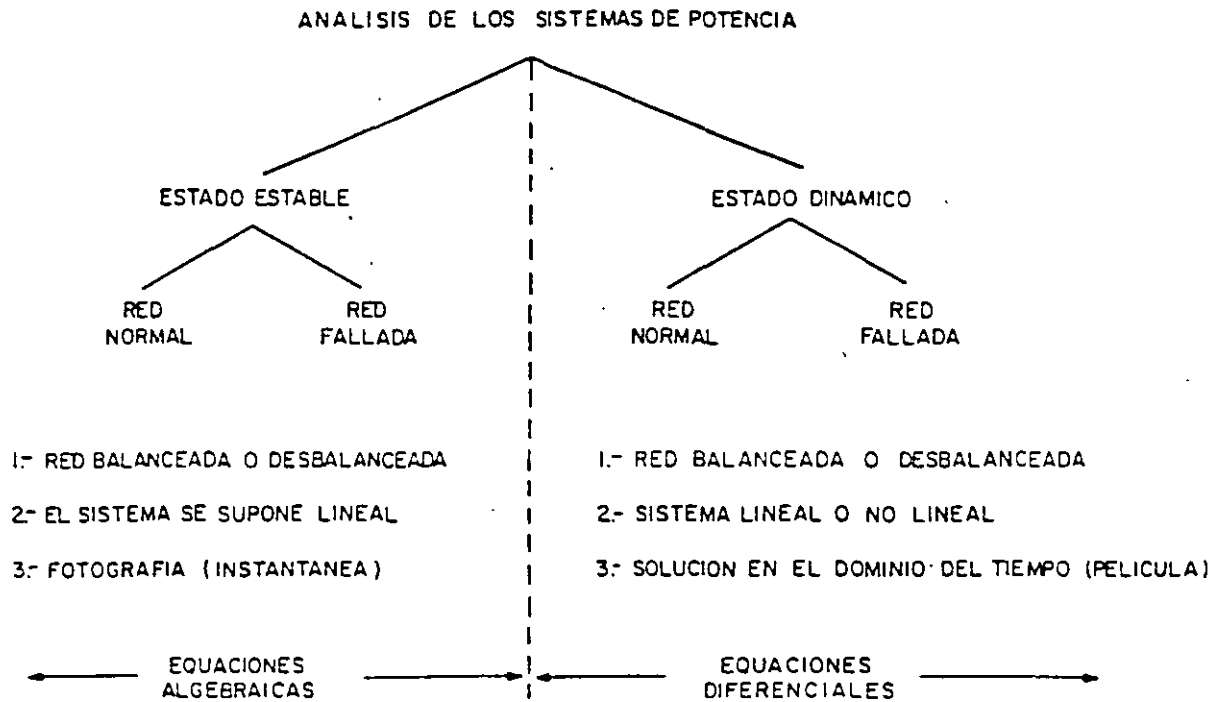 ANALISIS DE LOS SISTEMAS DE POTENCIA
ESTADO ESTABLE
ESTADO DINAMICO
RED
NORMAL
RED
FALLADA
RED
NORMAL
RED
FALLADA
1.- RED BALANCEADA O DESBALANCEADA
2.- EL SISTEMA SE SUPONE LINEAL
3.- FOTOGRAFIA (INSTANTANEA)
1.- RED BALANCEADA O DESBALANCEADA
2.- SISTEMA LINEAL O NO LINEAL
3.- SOLUCION EN EL DOMINIO DEL TIEMPO (PELICULA)
EQUACIONES
ALGEBRAICAS
EQUACIONES
DIFERENCIALES